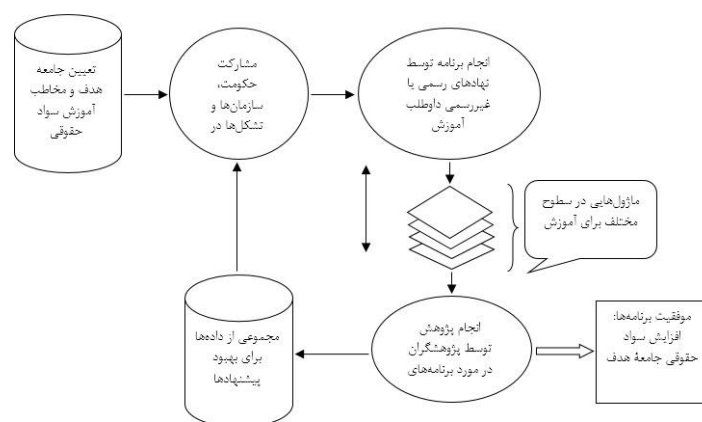 تعیین جامعه
هدف و مخاطب
آموزش سواد
حقوقی
مشارکت
حکومت،
سازمان‌ها و
تشکل‌ها در
انجام برنامه توسط
نهادهای رسمی یا
غیررسمی داوطلب
آموزش
ماژول‌هایی در سطوح
مختلف برای آموزش
انجام پژوهش
توسط پژوهشگران
در مورد برنامه‌های
موفقیت برنامه‌ها:
افزایش سواد
حقوقی جامعۀ هدف
مجموعی از داده‌ها
برای بهبود
پیشنهادها